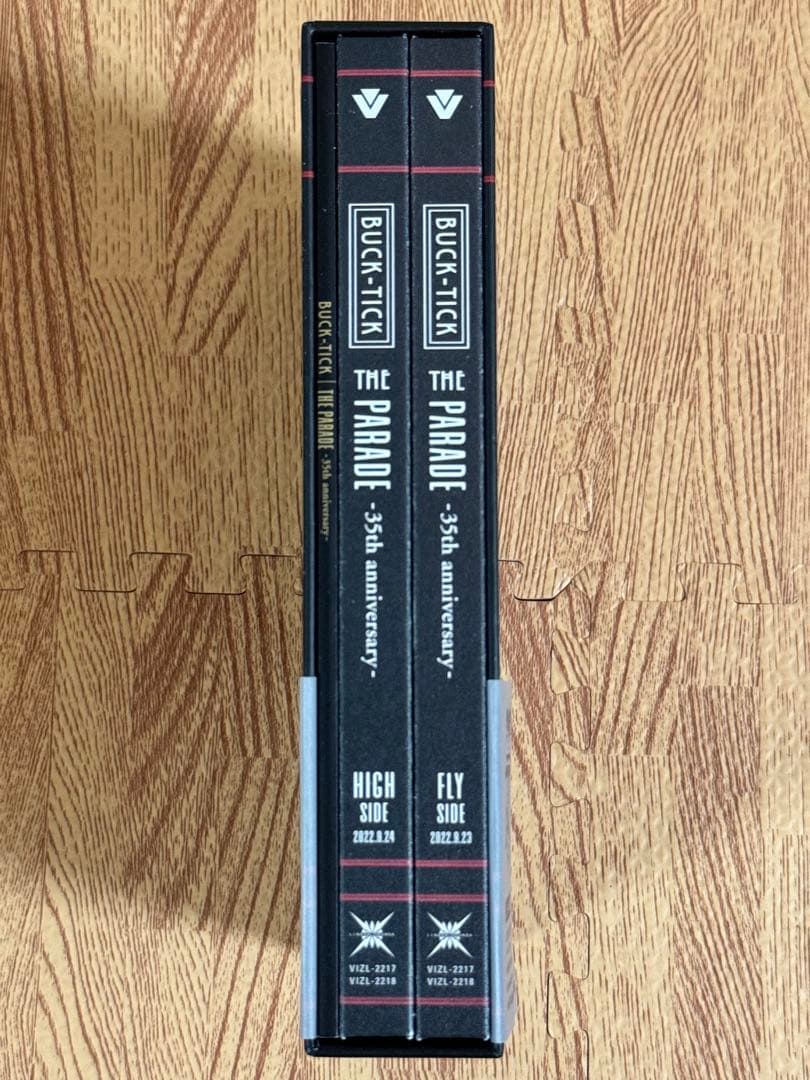 BUCK-TICK | THE PARADE -35th anniversary-
BUCK-TICK
THE PARADE
-35th anniversary-
HIGH
SIDE
2022.9.24
VIZL-2217
VIZL-2218
BUCK-TICK
THE PARADE
-35th anniversary-
FLY
SIDE
2022.9.23
VIZL-2217
VIZL-2218